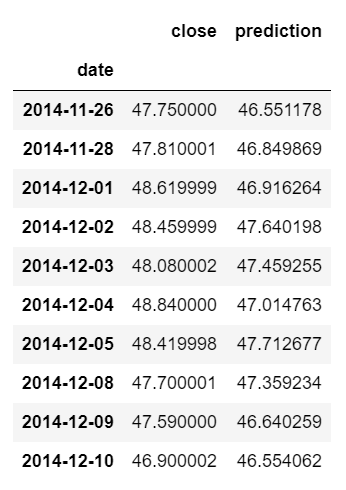 close prediction
date
2014-11-26 47.750000 46.551178
2014-11-28 47.810001 46.849869
2014-12-01 48.619999 46.916264
2014-12-02 48.459999 47.640198
2014-12-03 48.080002 47.459255
2014-12-04 48.840000 47.014763
2014-12-05 48.419998 47.712677
2014-12-08 47.700001 47.359234
2014-12-09 47.590000 46.640259
2014-12-10 46.900002 46.554062